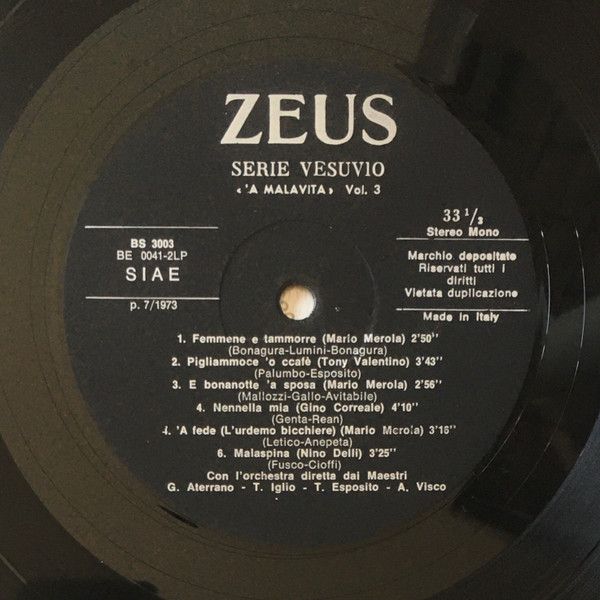 ZEUS
SERIE VESUVIO
«'A MALAVITA» Vol. 3
BS 3003
BE 0041-2LP
SIAE
p. 7/1973
33 1/3
Stereo Mono
Marchio depositato
Riservati tutti i
diritti
Vietata duplicazione
Made in Italy
1. Femmene e tammorre (Mario Merola) 2'50''
(Bonagura-Lumini-Bonagura)
2. Pigliammoce 'o ccafè (Tony Valentino) 3'43''
(Palumbo-Esposito)
3. E bonanotte 'a sposa (Mario Merola) 2'56''
(Mallozzi-Gallo-Avitabile)
4. Nennella mia (Gino Correale) 4'10''
(Genta-Rean)
4. 'A fede (L'urdemo bicchiere) (Mario Merola) 3'16''
(Letico-Anepeta)
6. Malaspina (Nino Delli) 3'25''
(Fusco-Cioffi)
Con l'orchestra diretta dai Maestri
G. Aterrano - T. Iglio - T. Esposito - A. Visco